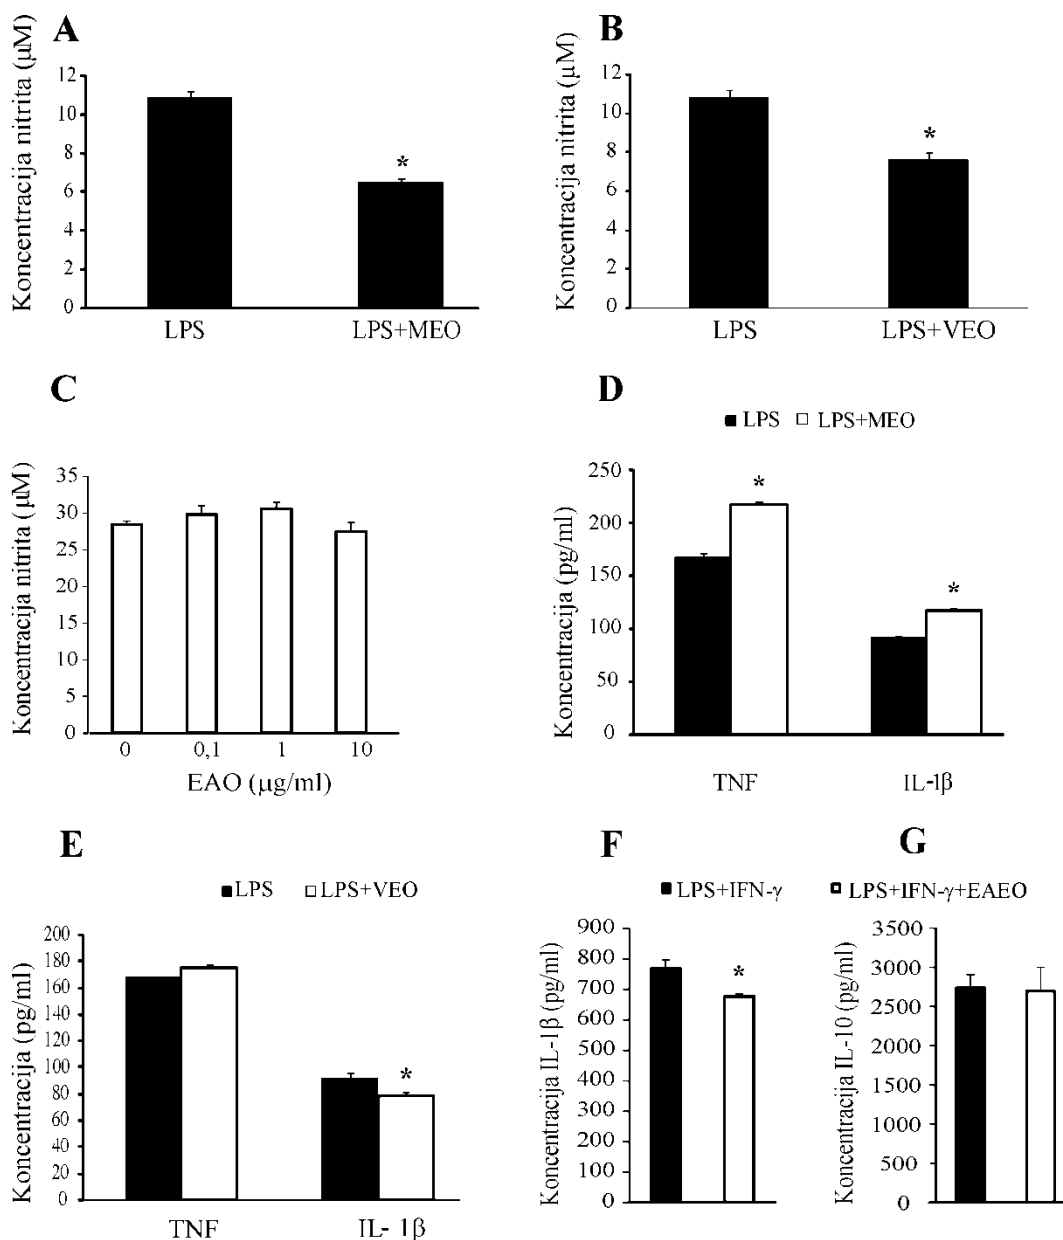 A
Koncentracija nitrita (µM)
12
10
8
6
4
2
0
*
LPS LPS+MEO
B
Koncentracija nitrita (µM)
12
10
8
6
4
2
0
*
LPS LPS+VEO
C
Koncentracija nitrita (µM)
35
30
25
30
15
10
5
0
0 0,1 1 10
EAO (µg/ml)
D
LPS LPS+MEO
Koncentracija (pg/ml)
250
200
150
100
50
0
*
*
TNF IL-1β
E
LPS LPS+VEO
Koncentracija (pg/ml)
200
180
160
140
120
100
80
60
40
20
0
*
TNF IL- 1β
F G
LPS+IFN-γ LPS+IFN-γ+EAEO
Koncentracija IL-1β (pg/ml)
900
800
700
600
500
400
300
200
100
0
*
Koncentracija IL-10 (pg/ml)
3500
3000
2500
2000
1500
1000
500
0